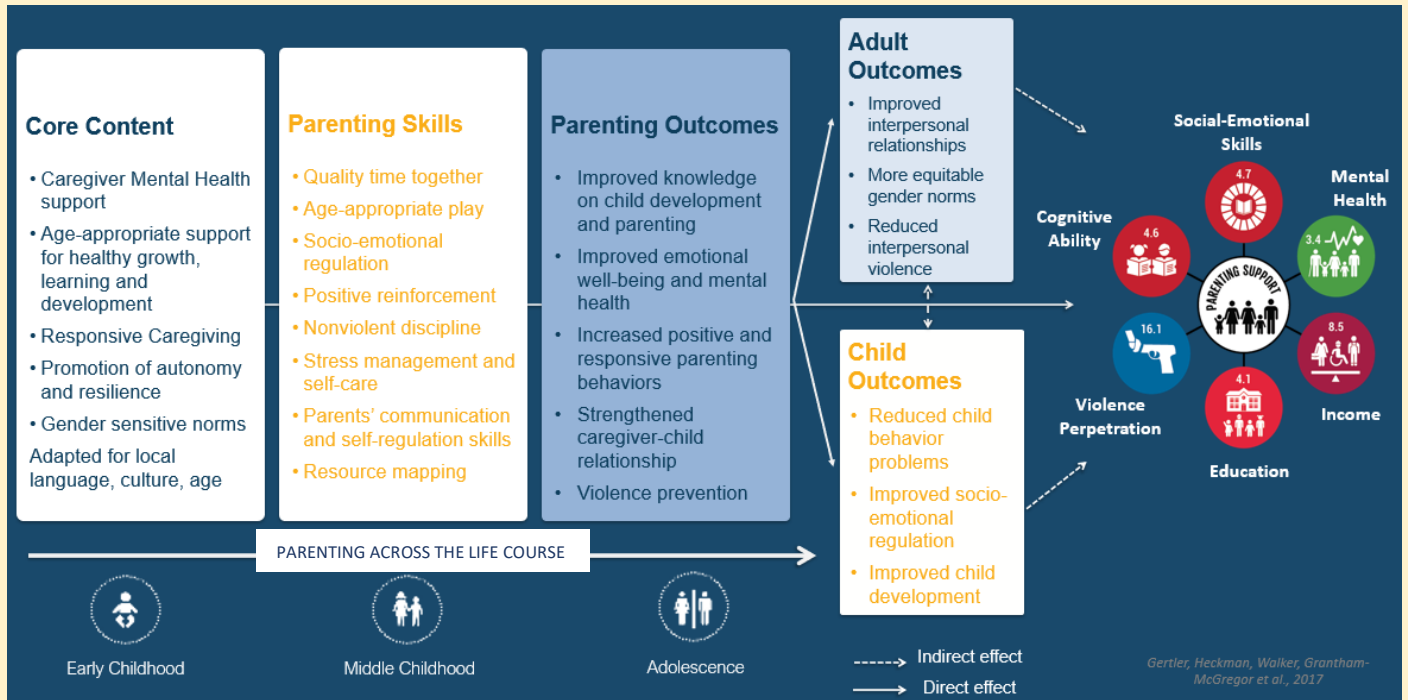 Core Content
• Caregiver Mental Health
support
• Age-appropriate support
for healthy growth,
learning and
development
• Responsive Caregiving
• Promotion of autonomy
and resilience
• Gender sensitive norms
Adapted for local
language, culture, age
Parenting Skills
• Quality time together
• Age-appropriate play
• Socio-emotional
regulation
• Positive reinforcement
• Nonviolent discipline
• Stress management and
self-care
• Parents' communication
and self-regulation skills
• Resource mapping
Parenting Outcomes
• Improved knowledge
on child development
and parenting
• Improved emotional
well-being and mental
health
• Increased positive and
responsive parenting
behaviors
• Strengthened
caregiver-child
relationship
• Violence prevention
Adult
Outcomes
• Improved
interpersonal
relationships
• More equitable
gender norms
• Reduced
interpersonal
violence
Child
Outcomes
• Reduced child
behavior
problems
• Improved socio-
emotional
regulation
• Improved child
development
Social-Emotional
Skills
4.7
Mental
Health
3.4
Cognitive
Ability
4.6
PARENTING SUPPORT
16.1
8.5
4.1
Violence
Perpetration
Income
Education
PARENTING ACROSS THE LIFE COURSE
Early Childhood
Middle Childhood
Adolescence
Indirect effect
Direct effect
Gertler, Heckman, Walker, Grantham-
McGregor et al., 2017